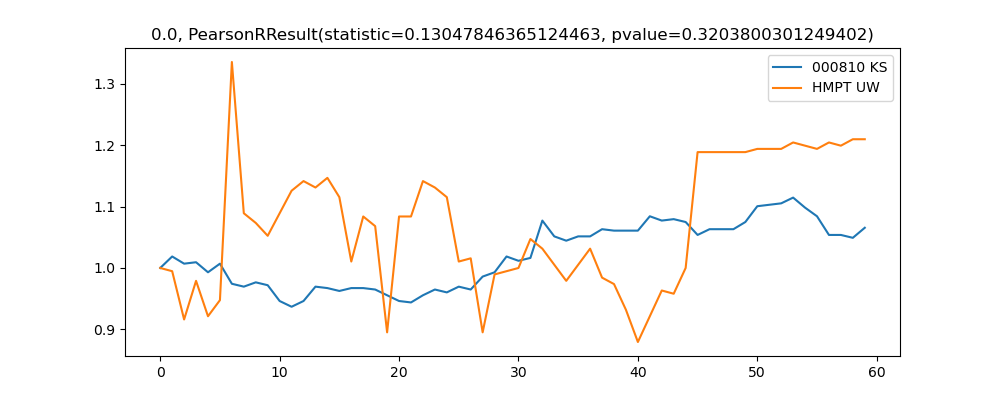 0.0, PearsonRResult(statistic=0.13047846365124463, pvalue=0.3203800301249402)
000810 KS
HMPT UW
1.3
1.2
1.1
1.0
0.9
0 10 20 30 40 50 60